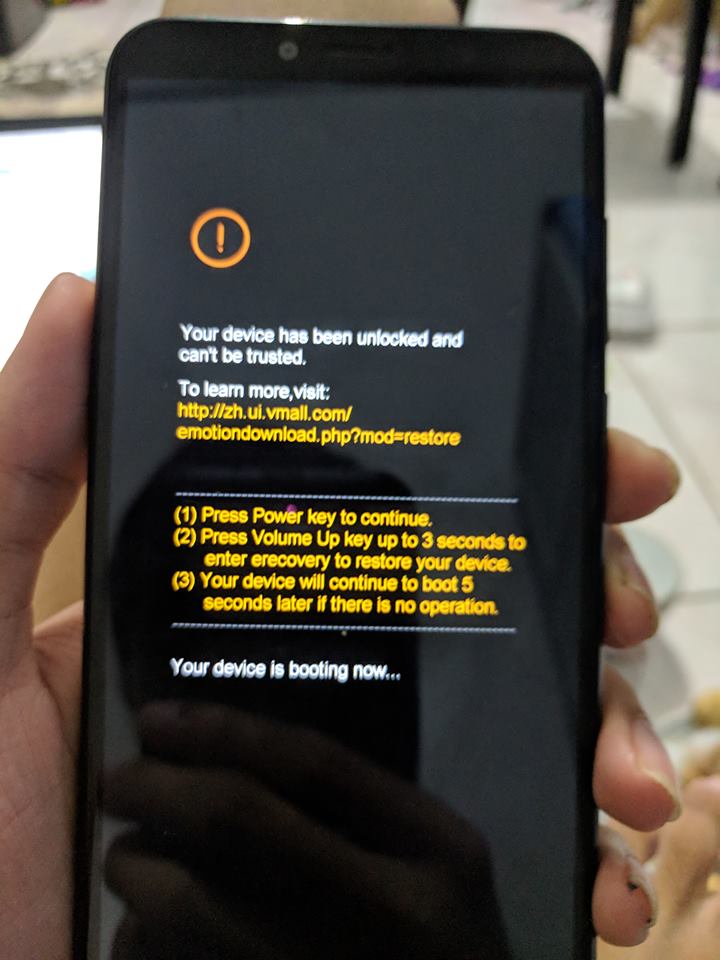 Your device has been unlocked and
can't be trusted.
To learn more,visit:
http://zh.ui.vmall.com/
emotiondownload.php?mod=restore
(1) Press Power key to continue.
(2) Press Volume Up key up to 3 seconds to
enter erecovery to restore your device.
(3) Your device will continue to boot 5
seconds later if there is no operation.
Your device is booting now...